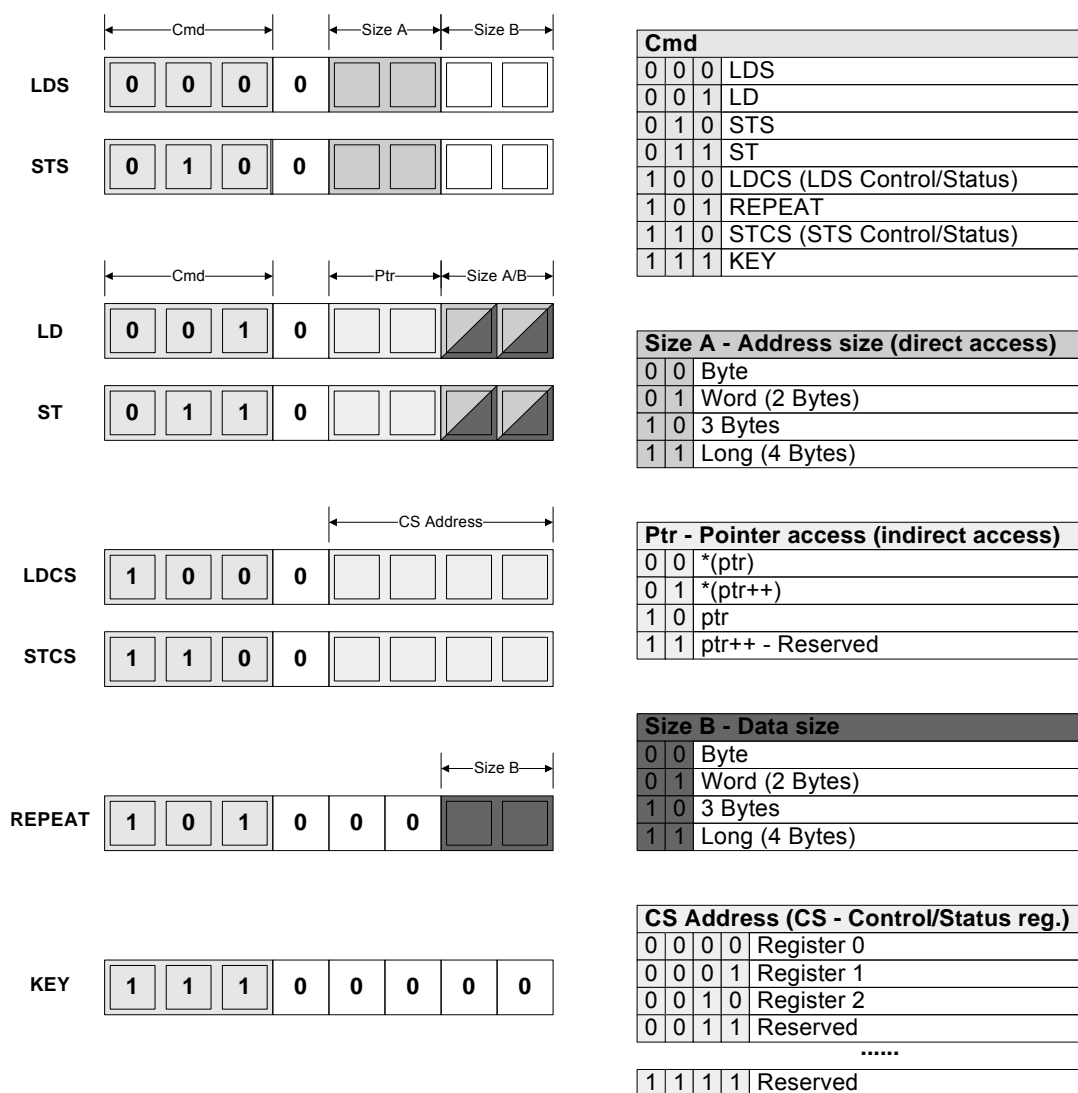 Cmd Size A Size B
LDS 0 0 0 0
STS 0 1 0 0
Cmd Ptr Size A/B
LD 0 0 1 0
ST 0 1 1 0
CS Address
LDCS 1 0 0 0
STCS 1 1 0 0
Size B
REPEAT 1 0 1 0 0 0
KEY 1 1 1 0 0 0 0 0
Cmd
0 0 0 LDS
0 0 1 LD
0 1 0 STS
0 1 1 ST
1 0 0 LDCS (LDS Control/Status)
1 0 1 REPEAT
1 1 0 STCS (STS Control/Status)
1 1 1 KEY
Size A - Address size (direct access)
0 0 Byte
0 1 Word (2 Bytes)
1 0 3 Bytes
1 1 Long (4 Bytes)
Ptr - Pointer access (indirect access)
0 0 *(ptr)
0 1 *(ptr++)
1 0 ptr
1 1 ptr++ - Reserved
Size B - Data size
0 0 Byte
0 1 Word (2 Bytes)
1 0 3 Bytes
1 1 Long (4 Bytes)
CS Address (CS - Control/Status reg.)
0 0 0 0 Register 0
0 0 0 1 Register 1
0 0 1 0 Register 2
0 0 1 1 Reserved
......
1 1 1 1 Reserved